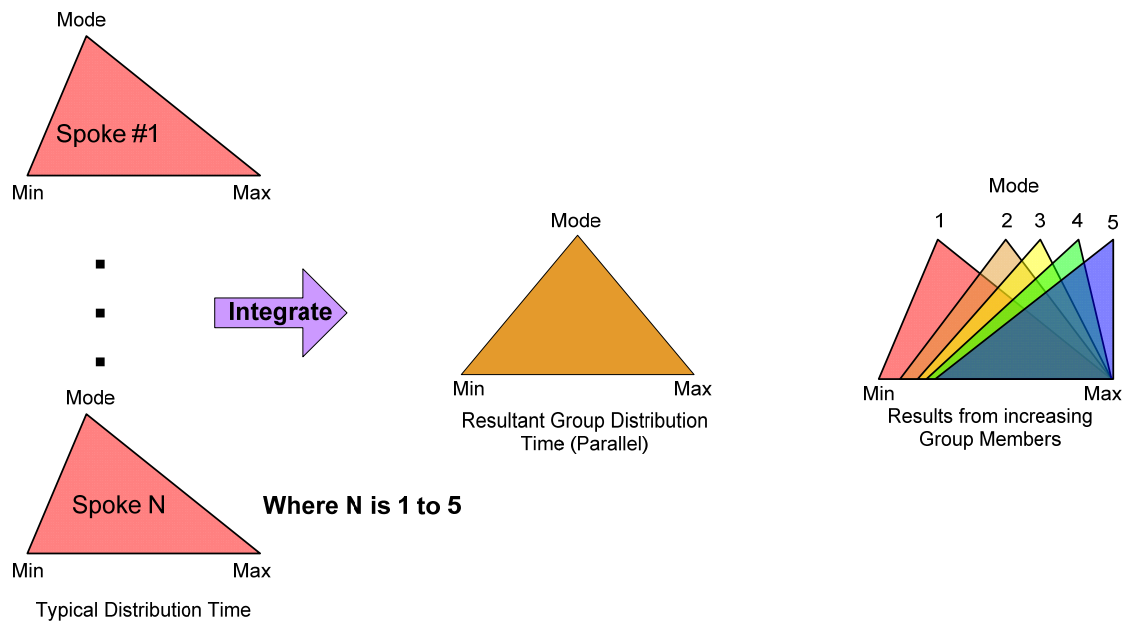 Mode
Spoke #1
Min Max
Integrate
Mode
Spoke N
Min Max
Typical Distribution Time
Where N is 1 to 5
Mode
Min Max
Resultant Group Distribution
Time (Parallel)
Mode
1 2 3 4 5
Min Max
Results from increasing
Group Members